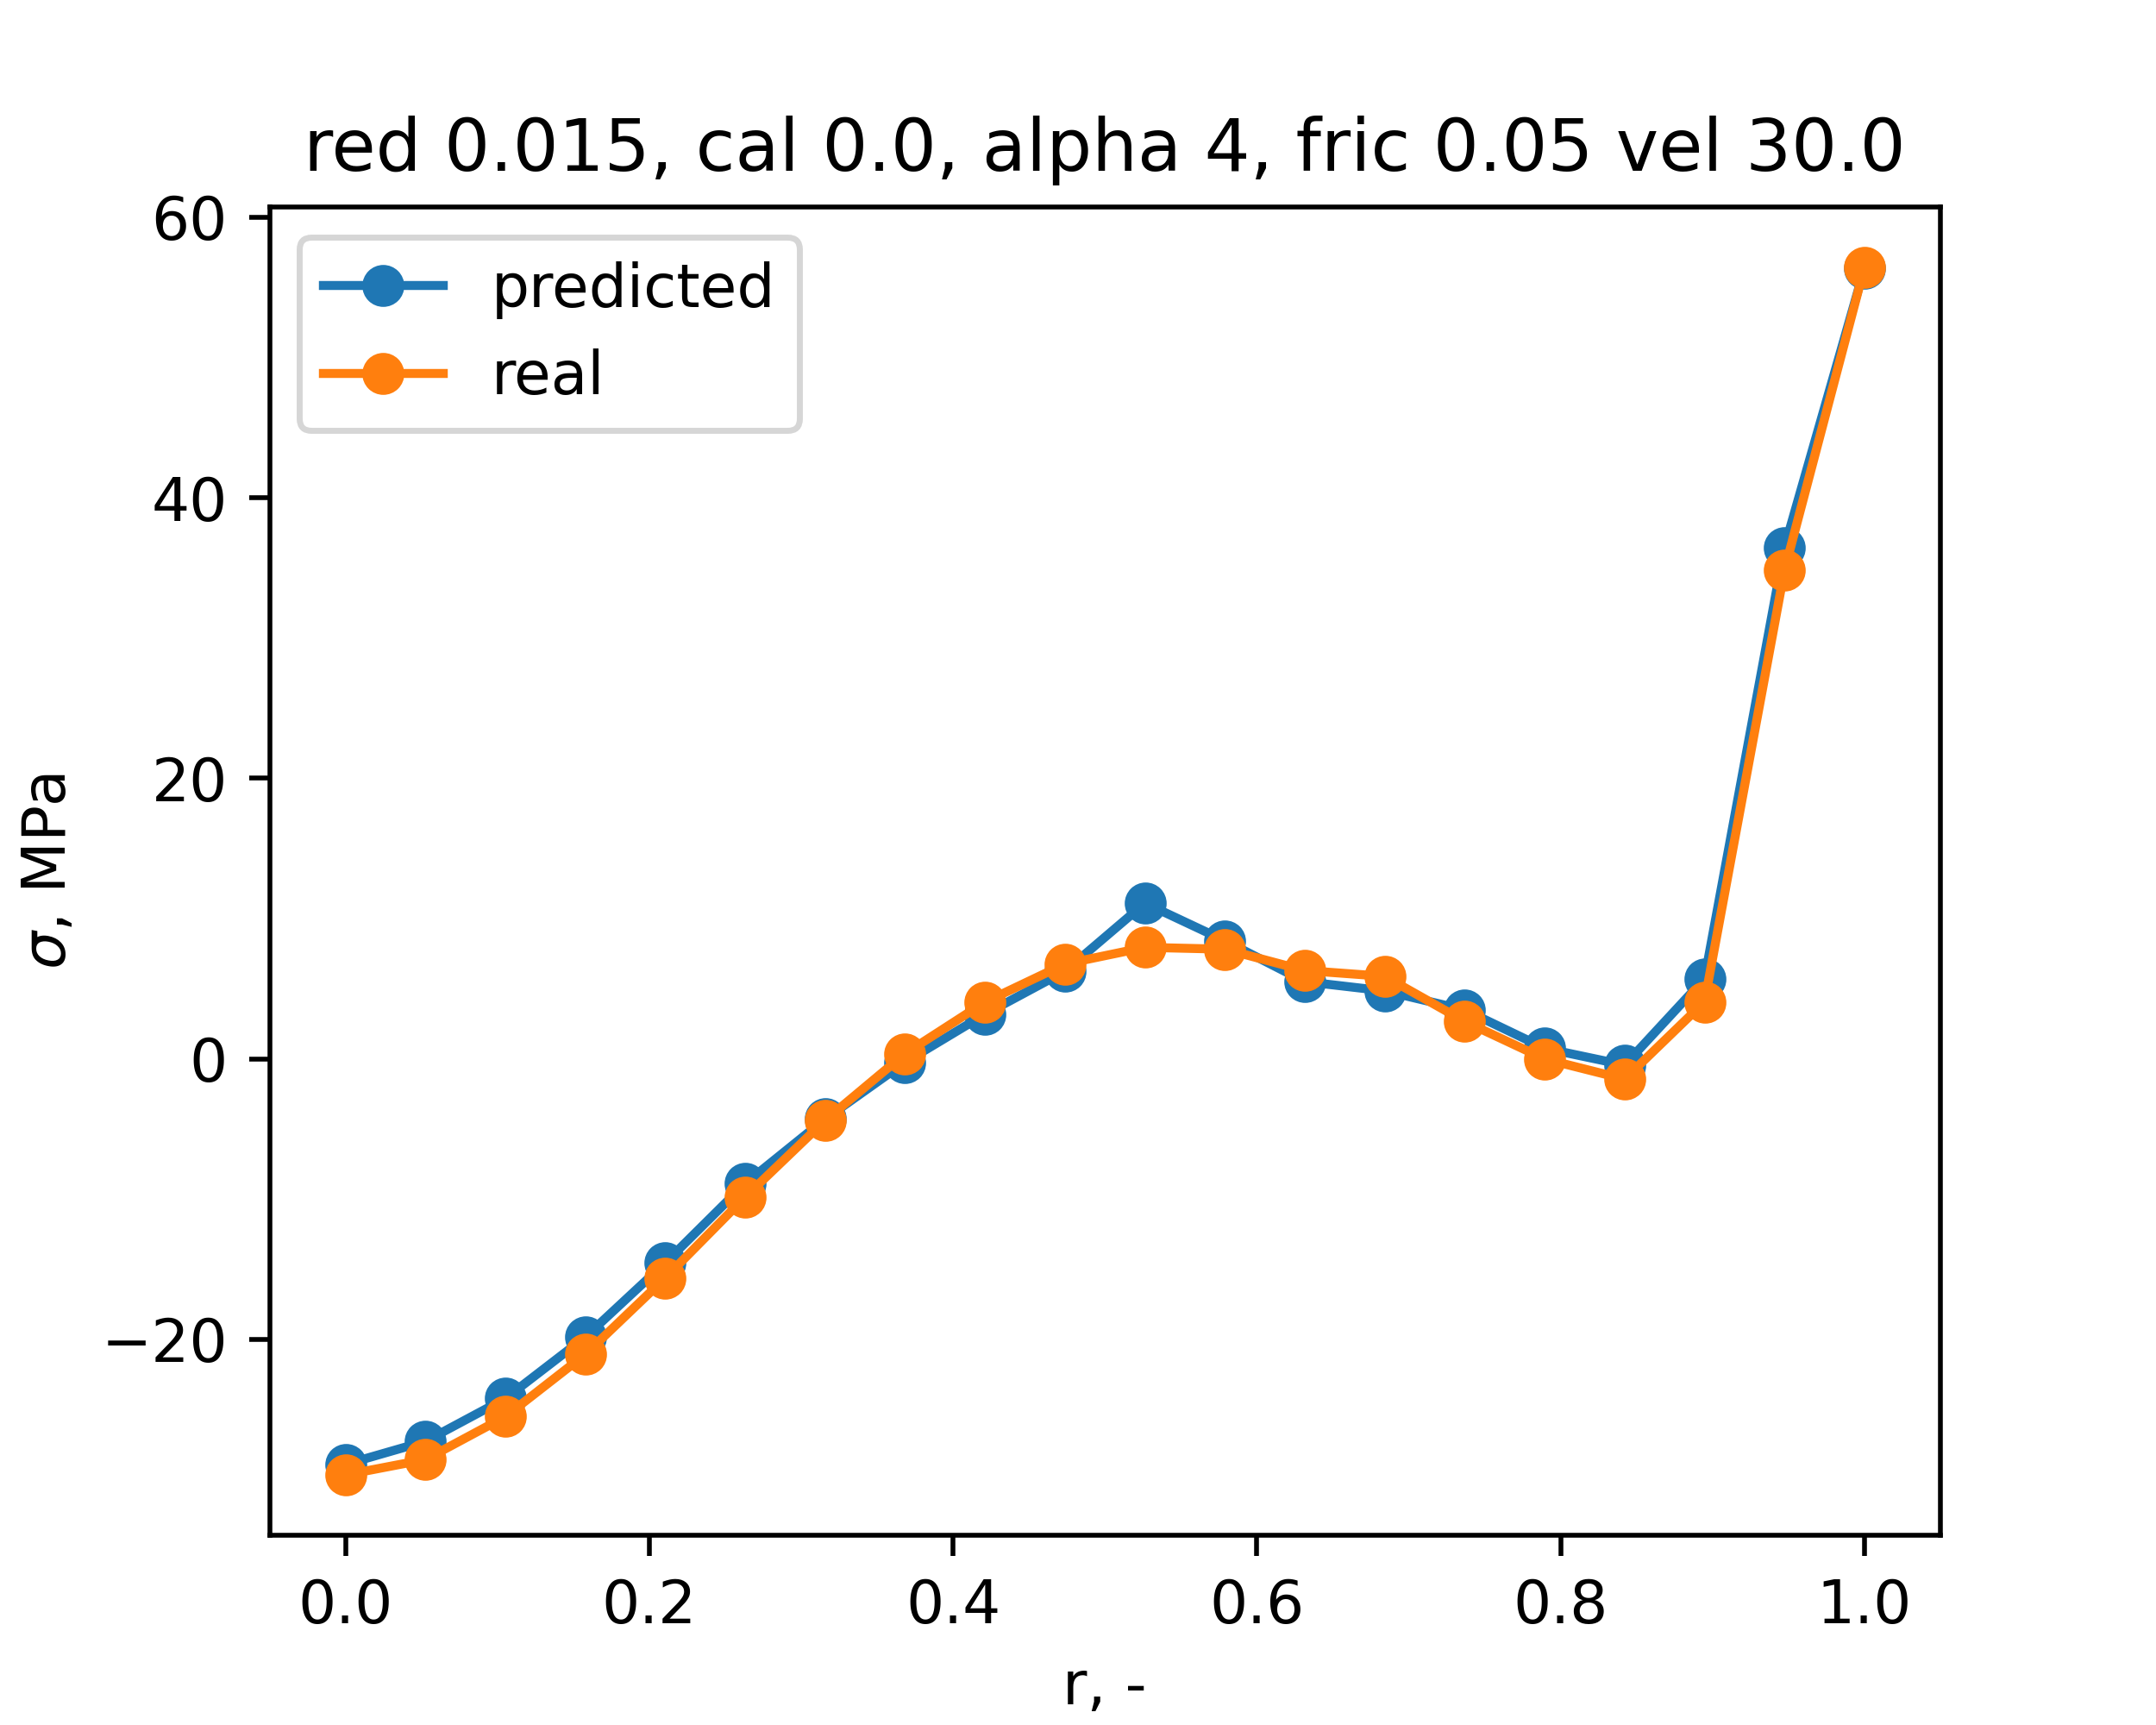 red 0.015, cal 0.0, alpha 4, fric 0.05 vel 30.0
predicted
real
60
40
20
0
−20
σ, MPa
0.0 0.2 0.4 0.6 0.8 1.0
r, -